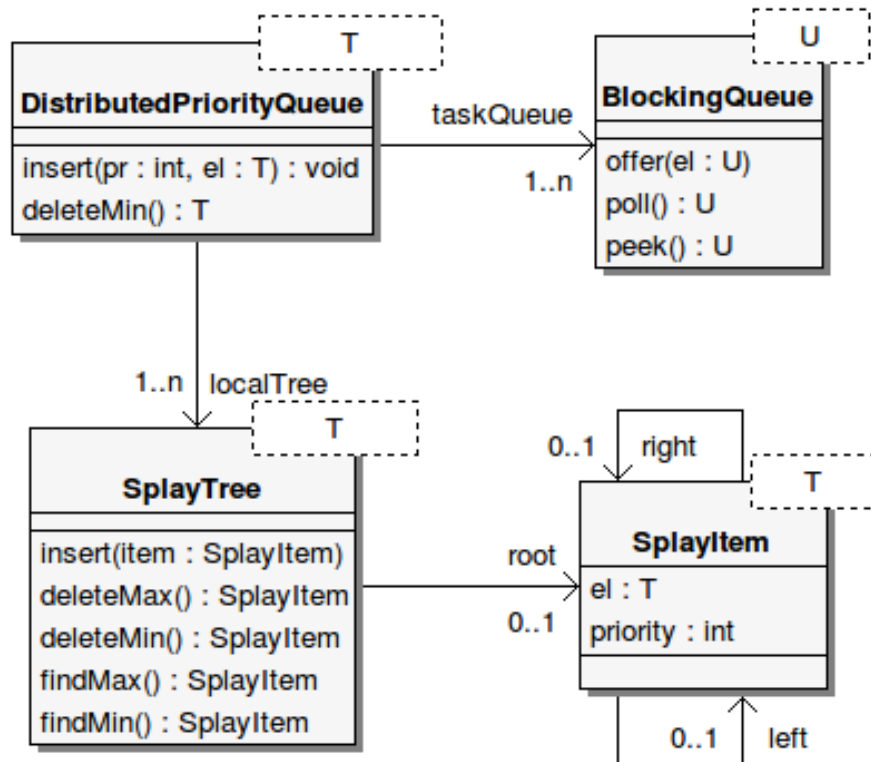 T
DistributedPriorityQueue
insert(pr : int, el : T) : void
deleteMin() : T
taskQueue
1..n
U
BlockingQueue
offer(el : U)
poll() : U
peek() : U
1..n localTree
T
SplayTree
insert(item : SplayItem)
deleteMax() : SplayItem
deleteMin() : SplayItem
findMax() : SplayItem
findMin() : SplayItem
root
0..1
0..1 right
T
SplayItem
el : T
priority : int
0..1 left